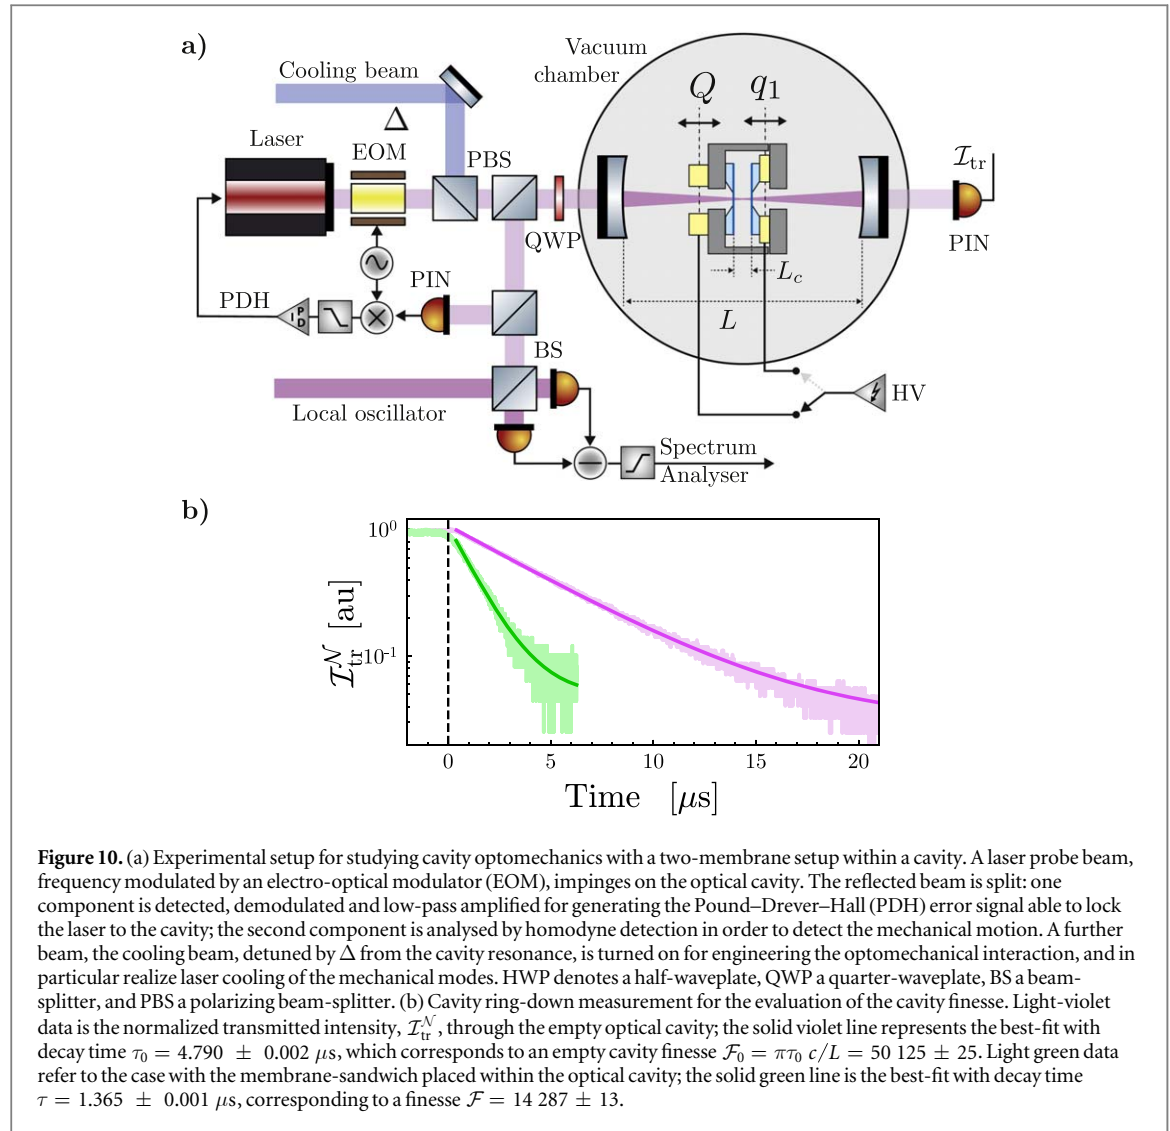 a)
Cooling beam
Δ
Laser
EOM
PBS
QWP
Vacuum
chamber
Q
q₁
𝓘tr
PIN
L_c
L
PDH
PIN
P
I
D
BS
Local oscillator
HV
Spectrum
Analyser
b)
10⁰
10⁻¹
𝓘tr^𝒩 [au]
0
5
10
15
20
Time [μs]
Figure 10. (a) Experimental setup for studying cavity optomechanics with a two-membrane setup within a cavity. A laser probe beam,
frequency modulated by an electro-optical modulator (EOM), impinges on the optical cavity. The reflected beam is split: one
component is detected, demodulated and low-pass amplified for generating the Pound–Drever–Hall (PDH) error signal able to lock
the laser to the cavity; the second component is analysed by homodyne detection in order to detect the mechanical motion. A further
beam, the cooling beam, detuned by Δ from the cavity resonance, is turned on for engineering the optomechanical interaction, and in
particular realize laser cooling of the mechanical modes. HWP denotes a half-waveplate, QWP a quarter-waveplate, BS a beam-
splitter, and PBS a polarizing beam-splitter. (b) Cavity ring-down measurement for the evaluation of the cavity finesse. Light-violet
data is the normalized transmitted intensity, 𝓘tr^𝒩, through the empty optical cavity; the solid violet line represents the best-fit with
decay time τ₀ = 4.790 ± 0.002 μs, which corresponds to an empty cavity finesse ℱ₀ = πτ₀ c/L = 50 125 ± 25. Light green data
refer to the case with the membrane-sandwich placed within the optical cavity; the solid green line is the best-fit with decay time
τ = 1.365 ± 0.001 μs, corresponding to a finesse ℱ = 14 287 ± 13.